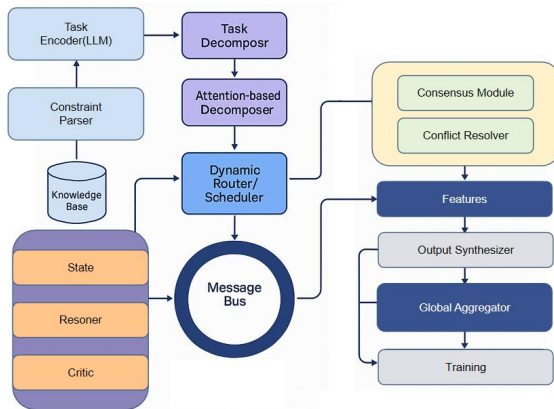 Task
Encoder(LLM)
Constraint
Parser
Knowledge
Base
State
Resoner
Critic
Task
Decompsor
Attention-based
Decomposer
Dynamic
Router/
Scheduler
Message
Bus
Consensus Module
Conflict Resolver
Features
Output Synthesizer
Global Aggregator
Training